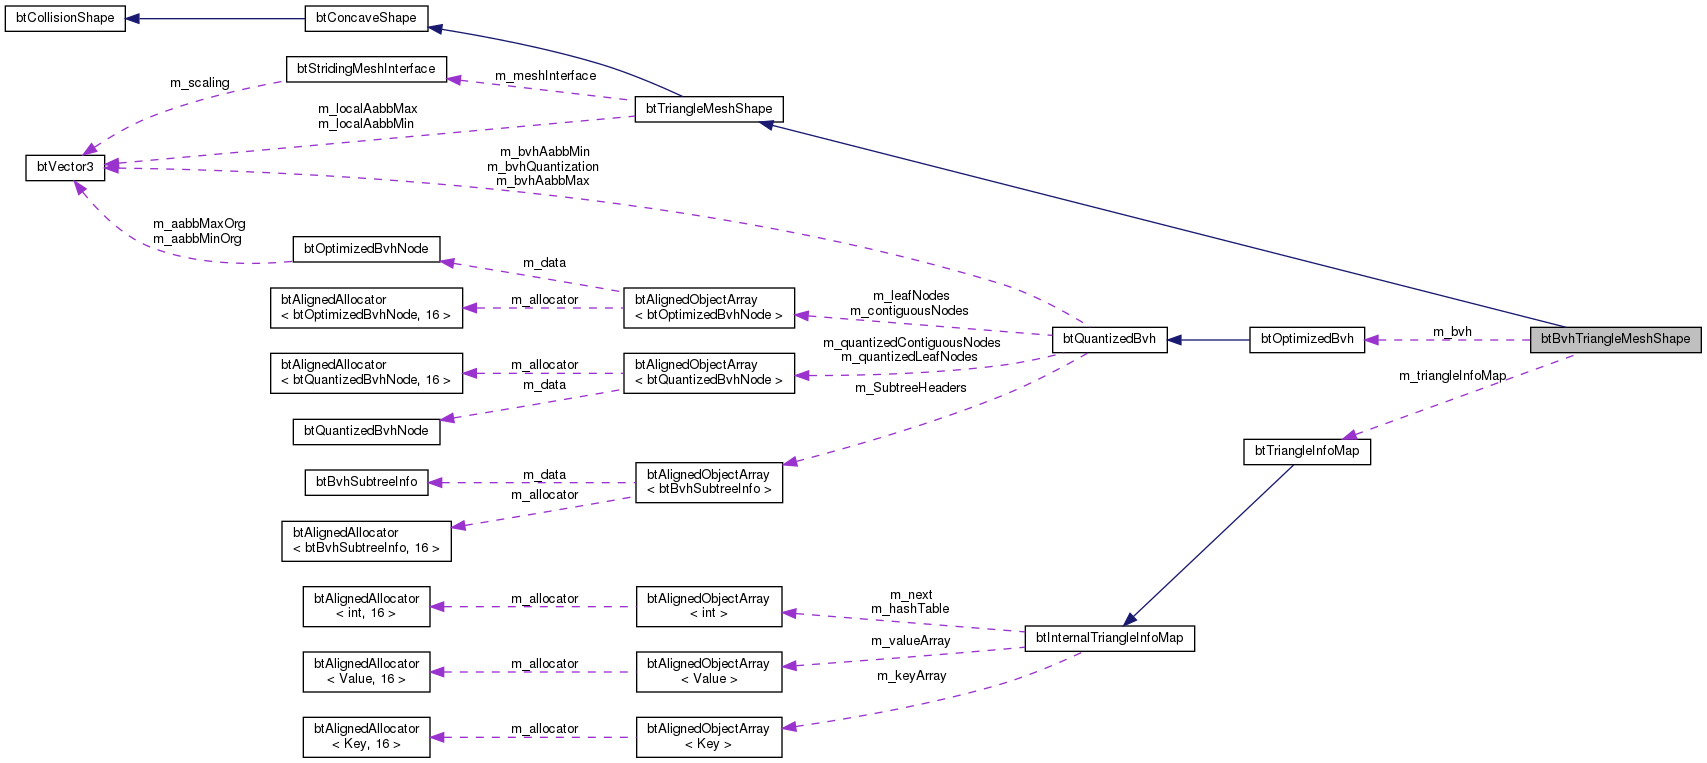 btCollisionShape
btConcaveShape
btStridingMeshInterface
m_meshInterface
m_scaling
btTriangleMeshShape
m_localAabbMax
m_localAabbMin
btVector3
m_bvhAabbMin
m_bvhQuantization
m_bvhAabbMax
m_aabbMaxOrg
m_aabbMinOrg
btOptimizedBvhNode
m_data
btAlignedAllocator
< btOptimizedBvhNode, 16 >
m_allocator
btAlignedObjectArray
< btOptimizedBvhNode >
m_leafNodes
m_contiguousNodes
btQuantizedBvh
btOptimizedBvh
m_bvh
btBvhTriangleMeshShape
m_quantizedContiguousNodes
m_quantizedLeafNodes
btAlignedAllocator
< btQuantizedBvhNode, 16 >
m_allocator
btAlignedObjectArray
< btQuantizedBvhNode >
m_data
m_SubtreeHeaders
m_triangleInfoMap
btQuantizedBvhNode
btTriangleInfoMap
btBvhSubtreeInfo
m_data
btAlignedObjectArray
< btBvhSubtreeInfo >
m_allocator
btAlignedAllocator
< btBvhSubtreeInfo, 16 >
btAlignedAllocator
< int, 16 >
m_allocator
btAlignedObjectArray
< int >
m_next
m_hashTable
btInternalTriangleInfoMap
m_valueArray
btAlignedAllocator
< Value, 16 >
m_allocator
btAlignedObjectArray
< Value >
m_keyArray
btAlignedAllocator
< Key, 16 >
m_allocator
btAlignedObjectArray
< Key >